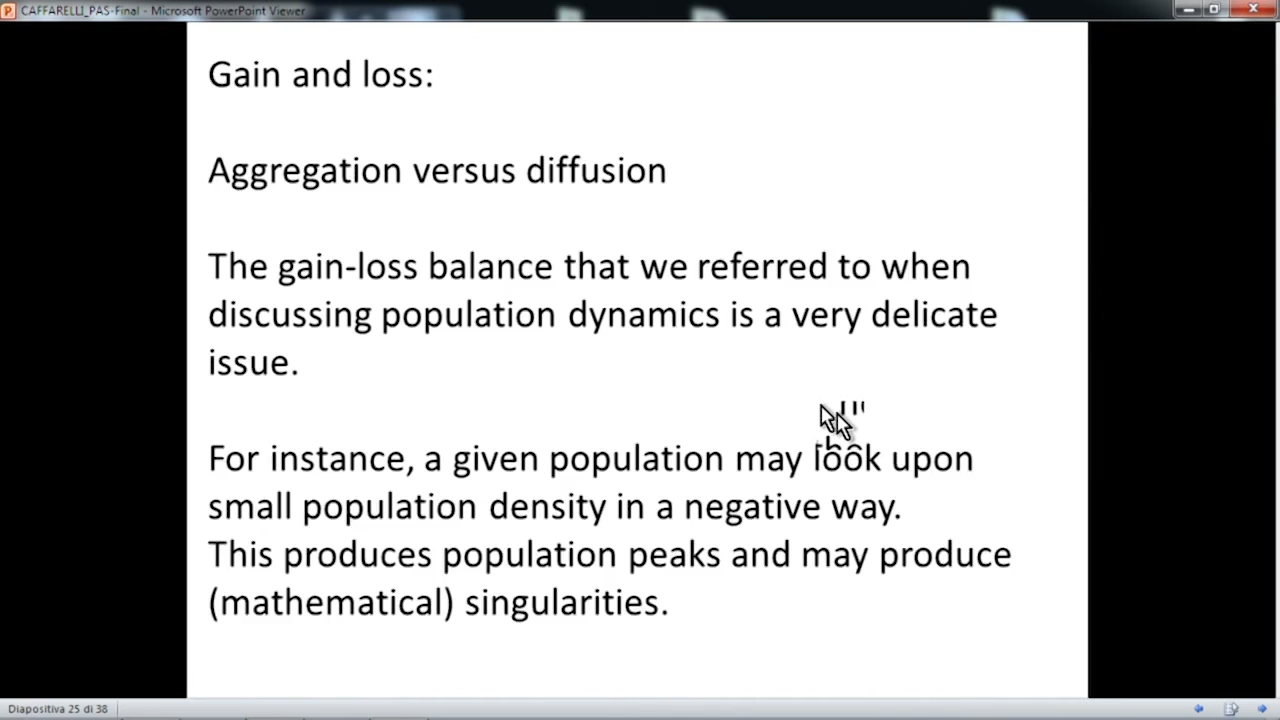 CAFFARELLI_PAS-Final - Microsoft PowerPoint Viewer
Gain and loss:
Aggregation versus diffusion
The gain-loss balance that we referred to when
discussing population dynamics is a very delicate
issue.
For instance, a given population may look upon
small population density in a negative way.
This produces population peaks and may produce
(mathematical) singularities.
Diapositiva 25 di 38